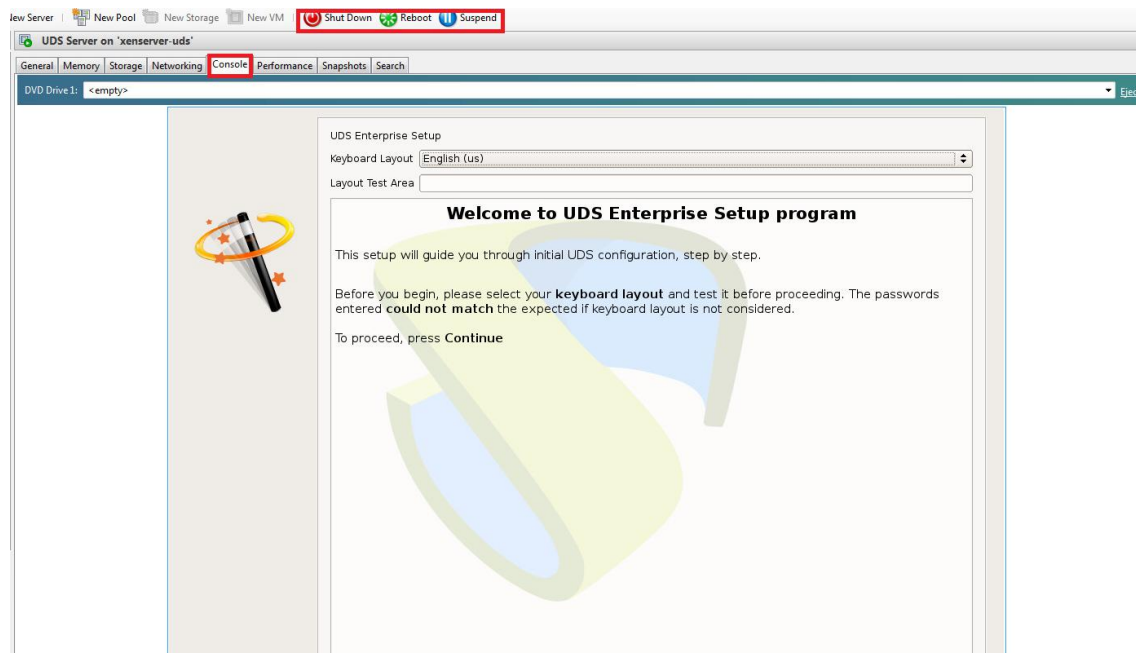 New Pool New Storage New VM Shut Down Reboot Suspend
UDS Server on 'xenserver-uds'
General Memory Storage Networking Console Performance Snapshots Search
DVD Drive 1: <empty>
UDS Enterprise Setup
Keyboard Layout English (us)
Layout Test Area
Welcome to UDS Enterprise Setup program
This setup will guide you through initial UDS configuration, step by step.
Before you begin, please select your keyboard layout and test it before proceeding. The passwords
entered could not match the expected if keyboard layout is not considered.
To proceed, press Continue